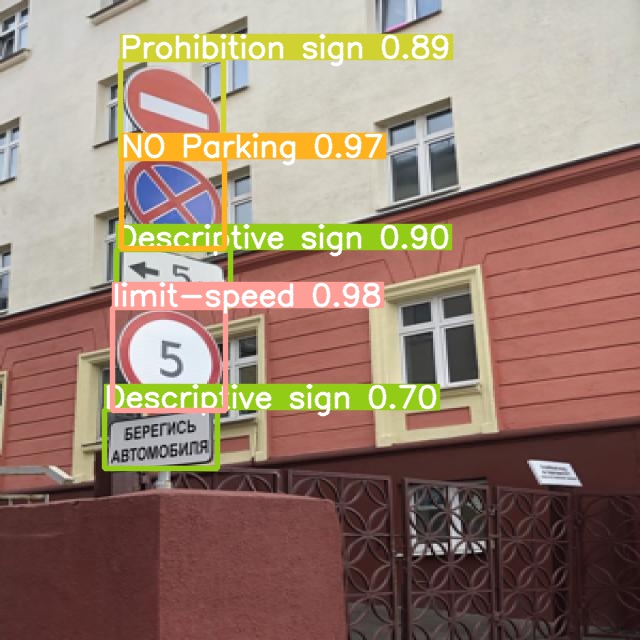 Prohibition sign 0.89
NO Parking 0.97
Descriptive sign 0.90
5
limit-speed 0.98
5
Descriptive sign 0.70
БЕРЕГИСЬ
АВТОМОБИЛЯ